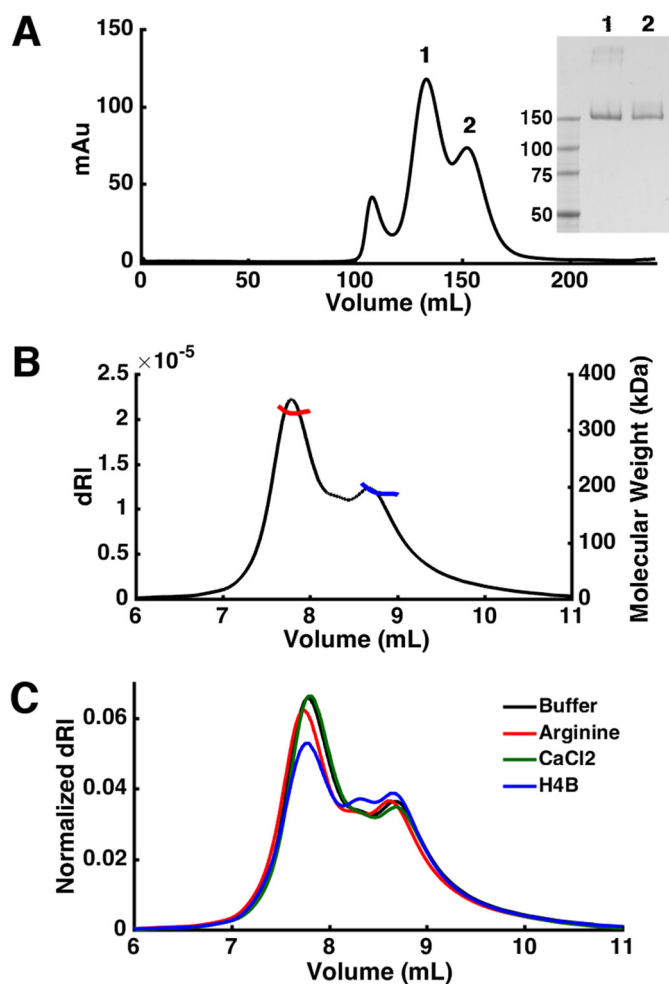 A
150
100
50
0
mAu
0 50 100 150 200
Volume (mL)
1
2
1 2
150
100
75
50
B
×10-5
2.5
2
1.5
1
0.5
0
dRI
400
300
200
100
0
Molecular Weight (kDa)
6 7 8 9 10 11
Volume (mL)
C
0.06
0.04
0.02
0
Normalized dRI
Buffer
Arginine
CaCl2
H4B
6 7 8 9 10 11
Volume (mL)